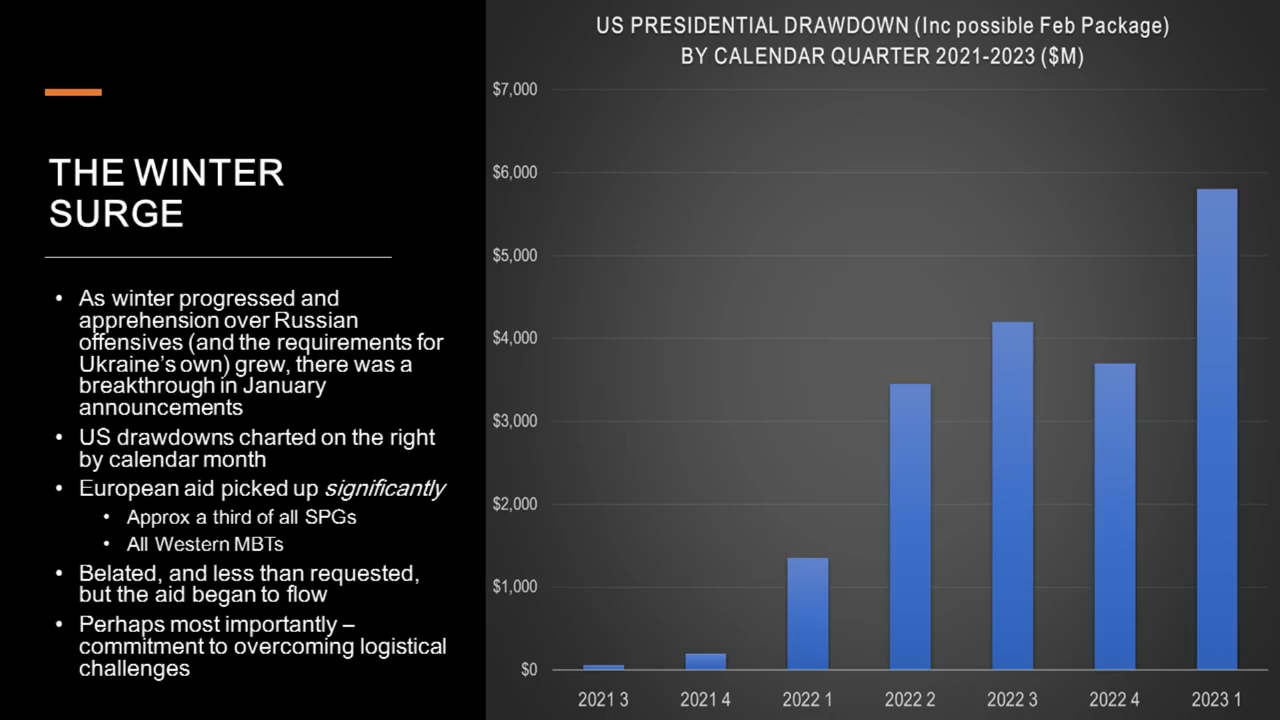 THE WINTER
SURGE
• As winter progressed and
apprehension over Russian
offensives (and the requirements for
Ukraine's own) grew, there was a
breakthrough in January
announcements
• US drawdowns charted on the right
by calendar month
• European aid picked up significantly
• Approx a third of all SPGs
• All Western MBTs
• Belated, and less than requested,
but the aid began to flow
• Perhaps most importantly –
commitment to overcoming logistical
challenges
US PRESIDENTIAL DRAWDOWN (Inc possible Feb Package)
BY CALENDAR QUARTER 2021-2023 ($M)
$7,000
$6,000
$5,000
$4,000
$3,000
$2,000
$1,000
$0
2021 3 2021 4 2022 1 2022 2 2022 3 2022 4 2023 1